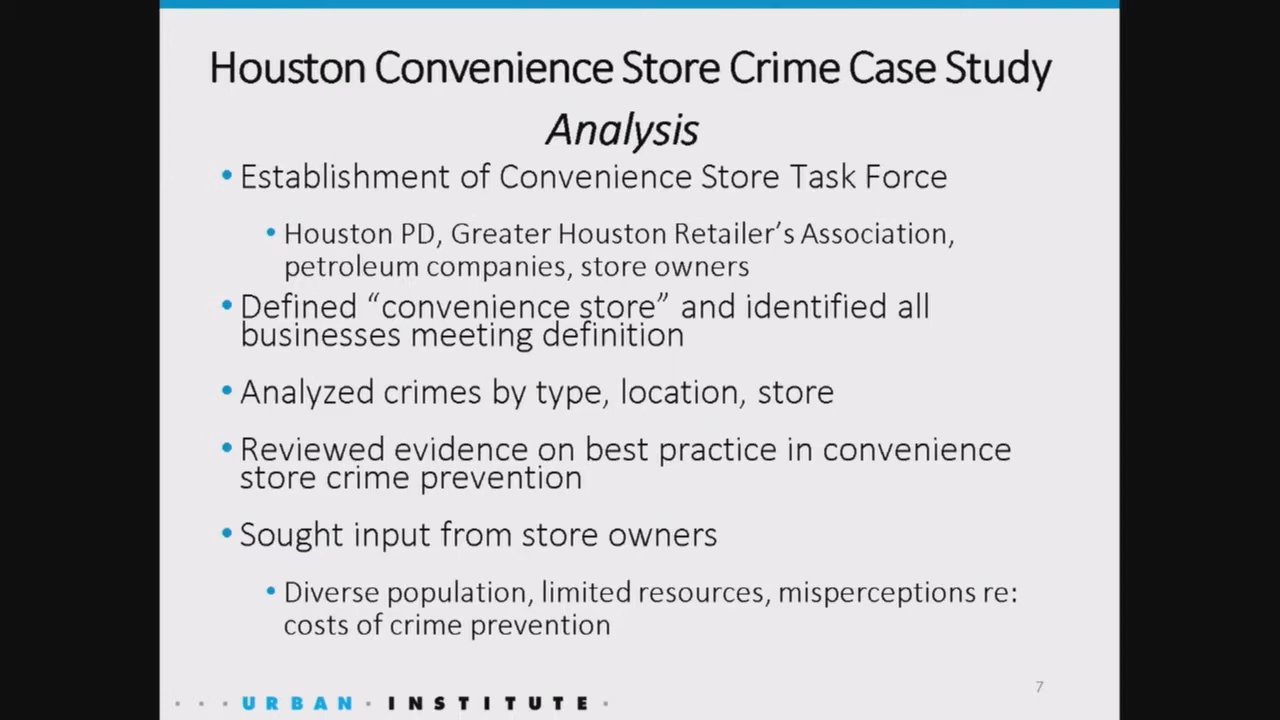 Houston Convenience Store Crime Case Study
Analysis
• Establishment of Convenience Store Task Force
• Houston PD, Greater Houston Retailer’s Association,
petroleum companies, store owners
• Defined “convenience store” and identified all
businesses meeting definition
• Analyzed crimes by type, location, store
• Reviewed evidence on best practice in convenience
store crime prevention
• Sought input from store owners
• Diverse population, limited resources, misperceptions re:
costs of crime prevention
7
· · · URBAN · INSTITUTE ·